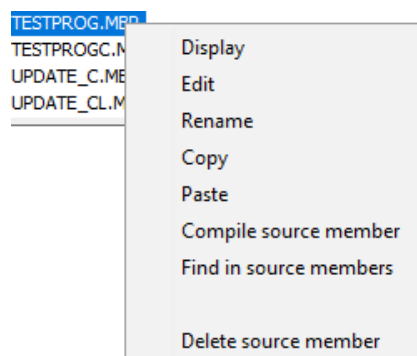 TESTPROG.MBR
TESTPROGC.M
UPDATE_C.MB
UPDATE_CL.M
Display
Edit
Rename
Copy
Paste
Compile source member
Find in source members
Delete source member